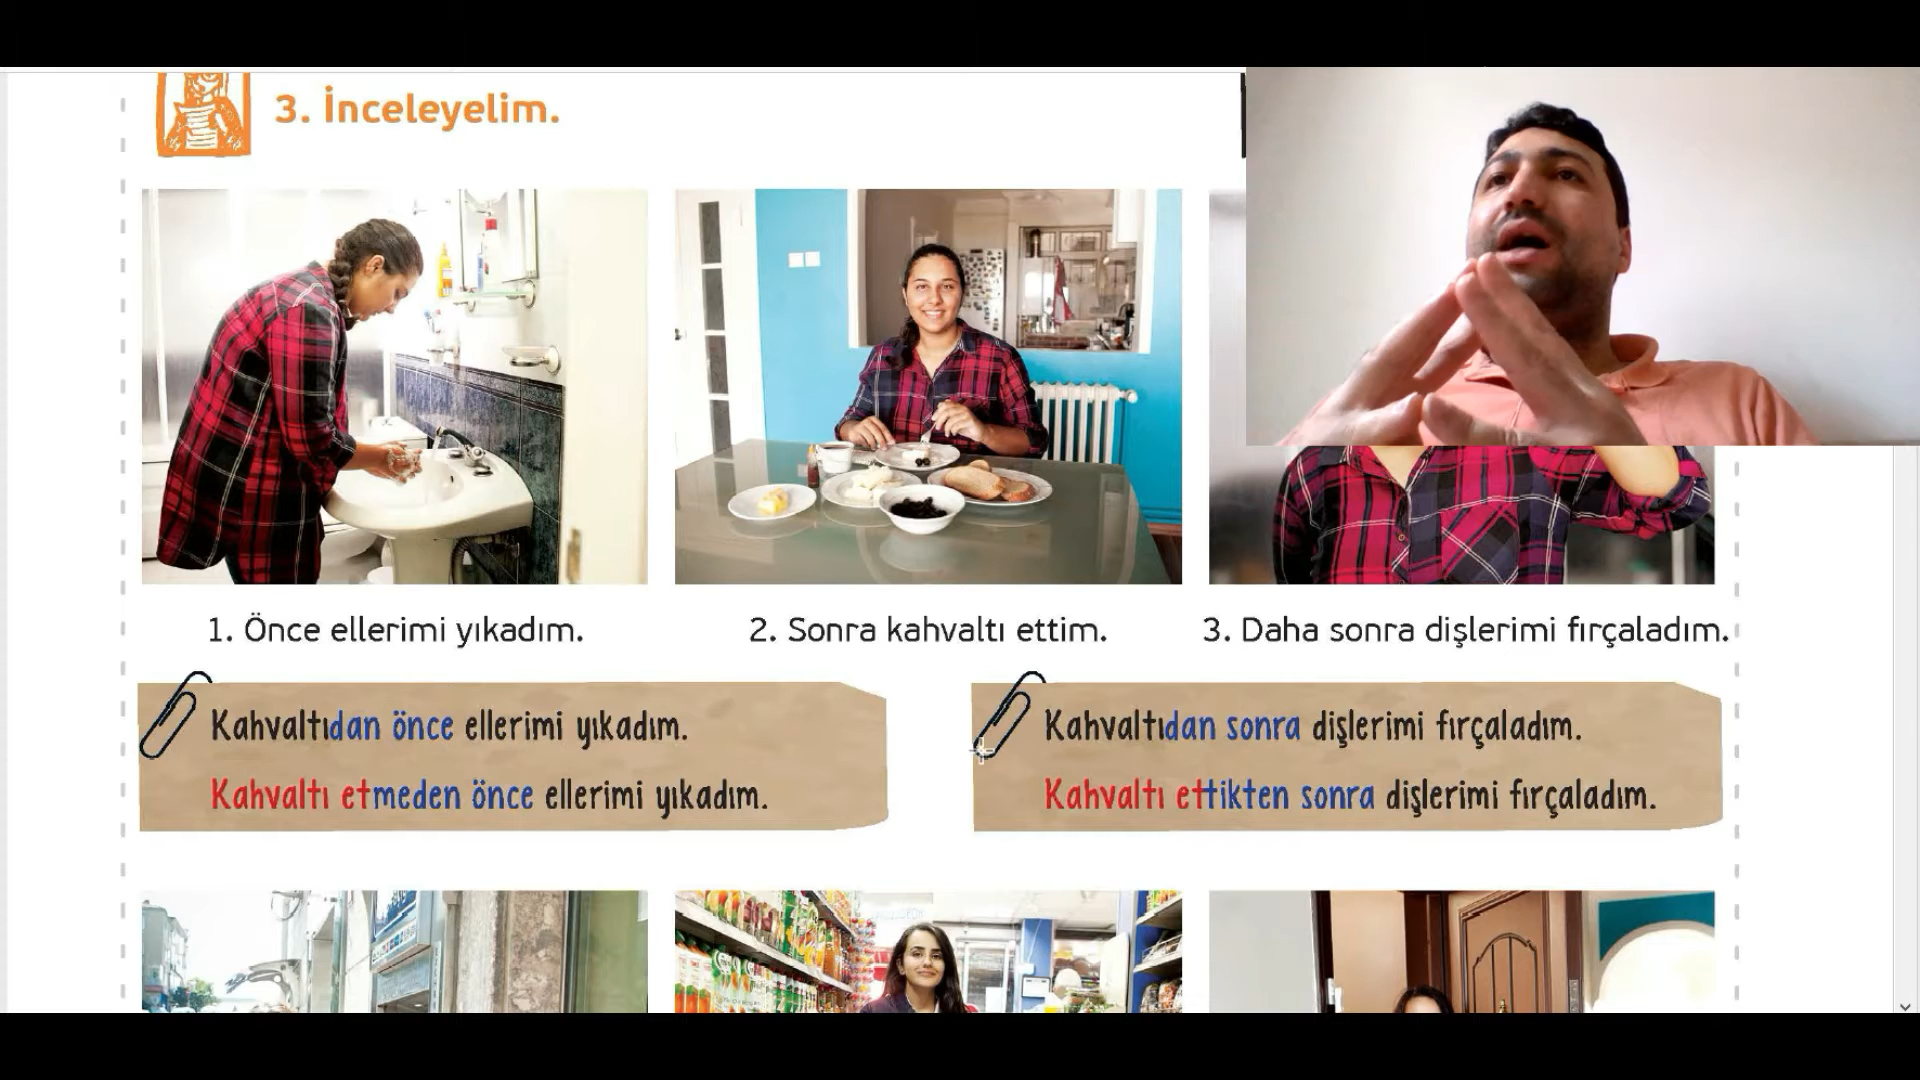 3. İnceleyelim.
1. Önce ellerimi yıkadım.
2. Sonra kahvaltı ettim.
3. Daha sonra dişlerimi fırçaladım.
Kahvaltıdan önce ellerimi yıkadım.
Kahvaltı etmeden önce ellerimi yıkadım.
Kahvaltıdan sonra dişlerimi fırçaladım.
Kahvaltı ettikten sonra dişlerimi fırçaladım.